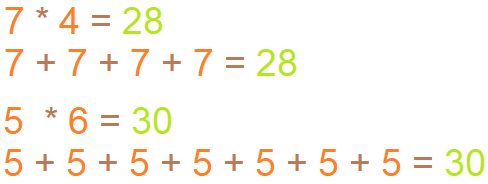 7 * 4 = 28
7 + 7 + 7 + 7 = 28
5 * 6 = 30
5 + 5 + 5 + 5 + 5 + 5 + 5 = 30